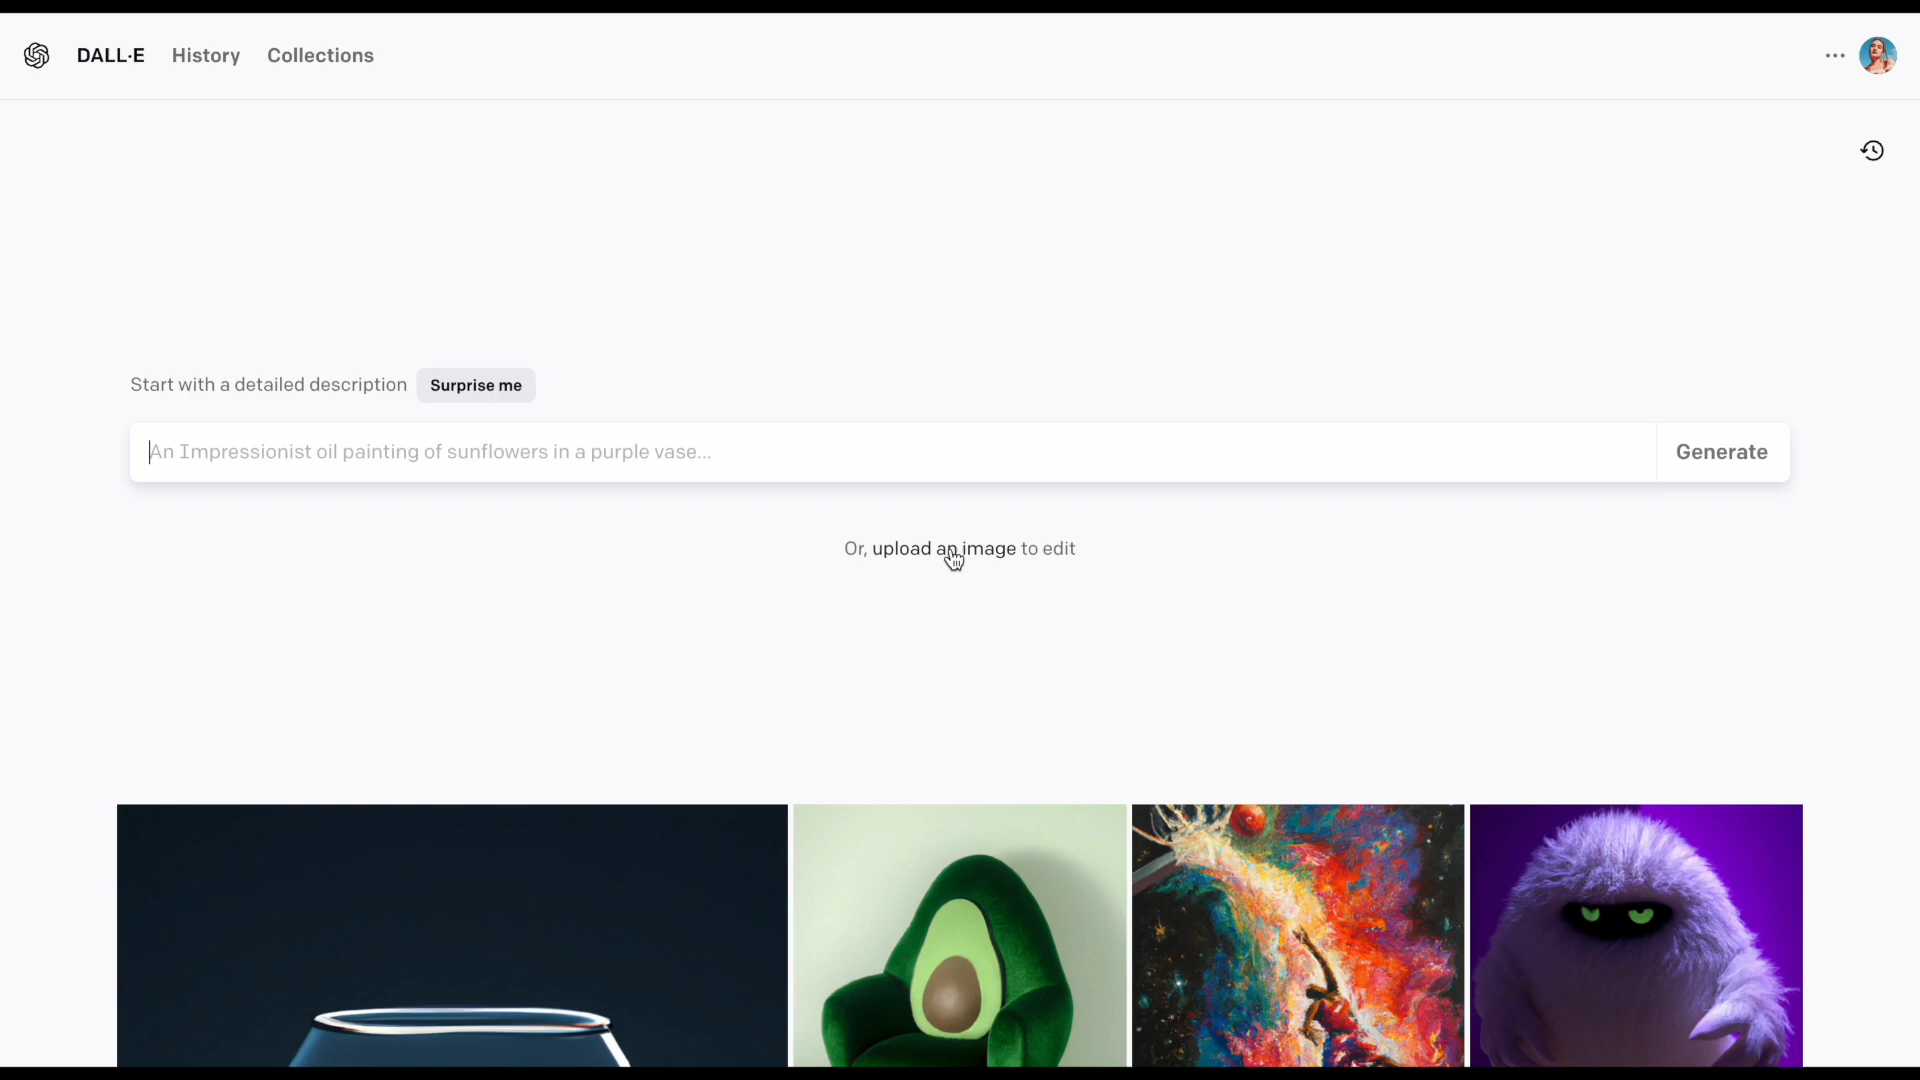 DALL·E History Collections
Start with a detailed description Surprise me
An Impressionist oil painting of sunflowers in a purple vase... Generate
Or, upload an image to edit